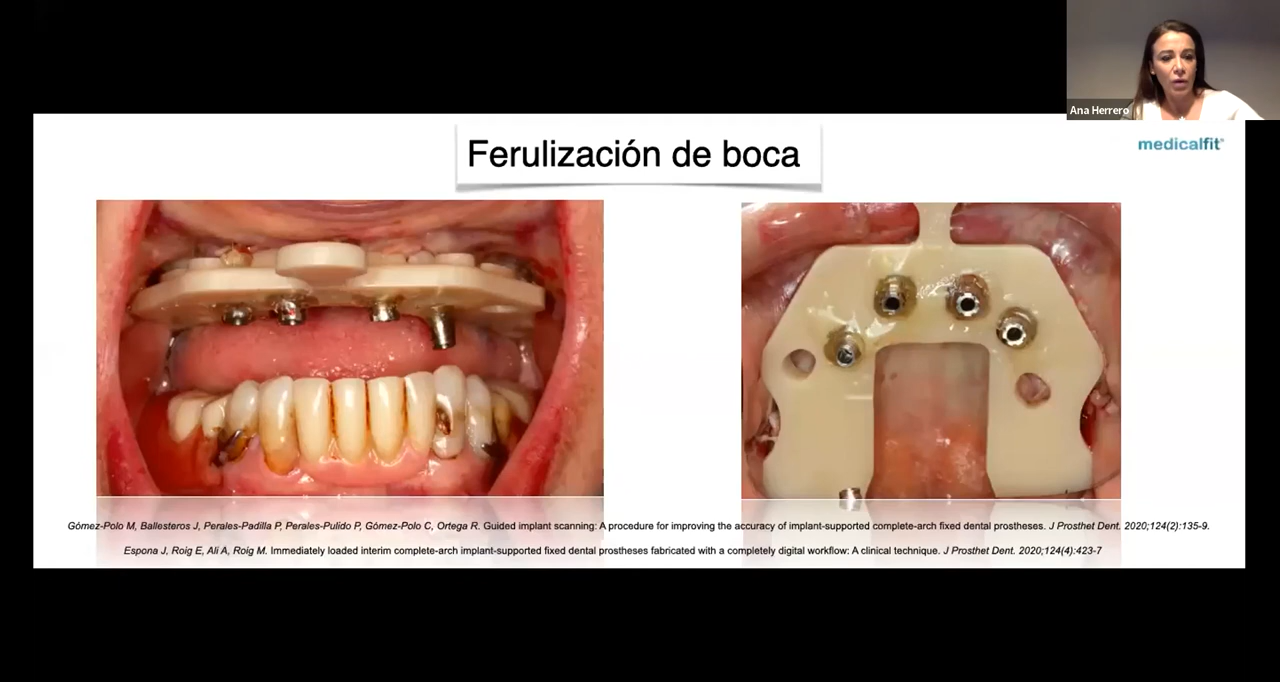 Ana Herrero
Ferulización de boca
medicalfit®
Gómez-Polo M, Ballesteros J, Perales-Padilla P, Perales-Pulido P, Gómez-Polo C, Ortega R. Guided implant scanning: A procedure for improving the accuracy of implant-supported complete-arch fixed dental prostheses. J Prosthet Dent. 2020;124(2):135-9.
Espona J, Roig E, Ali A, Roig M. Immediately loaded interim complete-arch implant-supported fixed dental prostheses fabricated with a completely digital workflow: A clinical technique. J Prosthet Dent. 2020;124(4):423-7